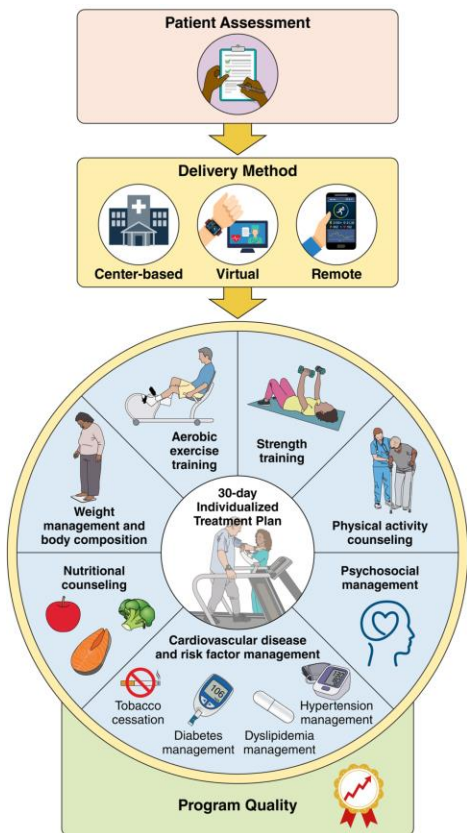 Patient Assessment
Delivery Method
Center-based
Virtual
Remote
Aerobic
exercise
training
Strength
training
Weight
management and
body composition
30-day
Individualized
Treatment Plan
Physical activity
counseling
Nutritional
counseling
Psychosocial
management
Cardiovascular disease
and risk factor management
Tobacco
cessation
106
Diabetes
management
Dyslipidemia
management
Hypertension
management
Program Quality